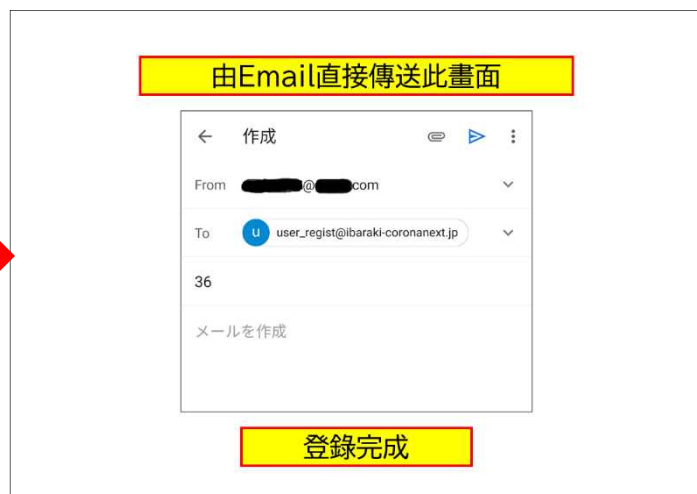 由Email直接傳送此畫面
作成
From @ com
To u user_regist@ibaraki-coronanext.jp
36
メールを作成
登錄完成